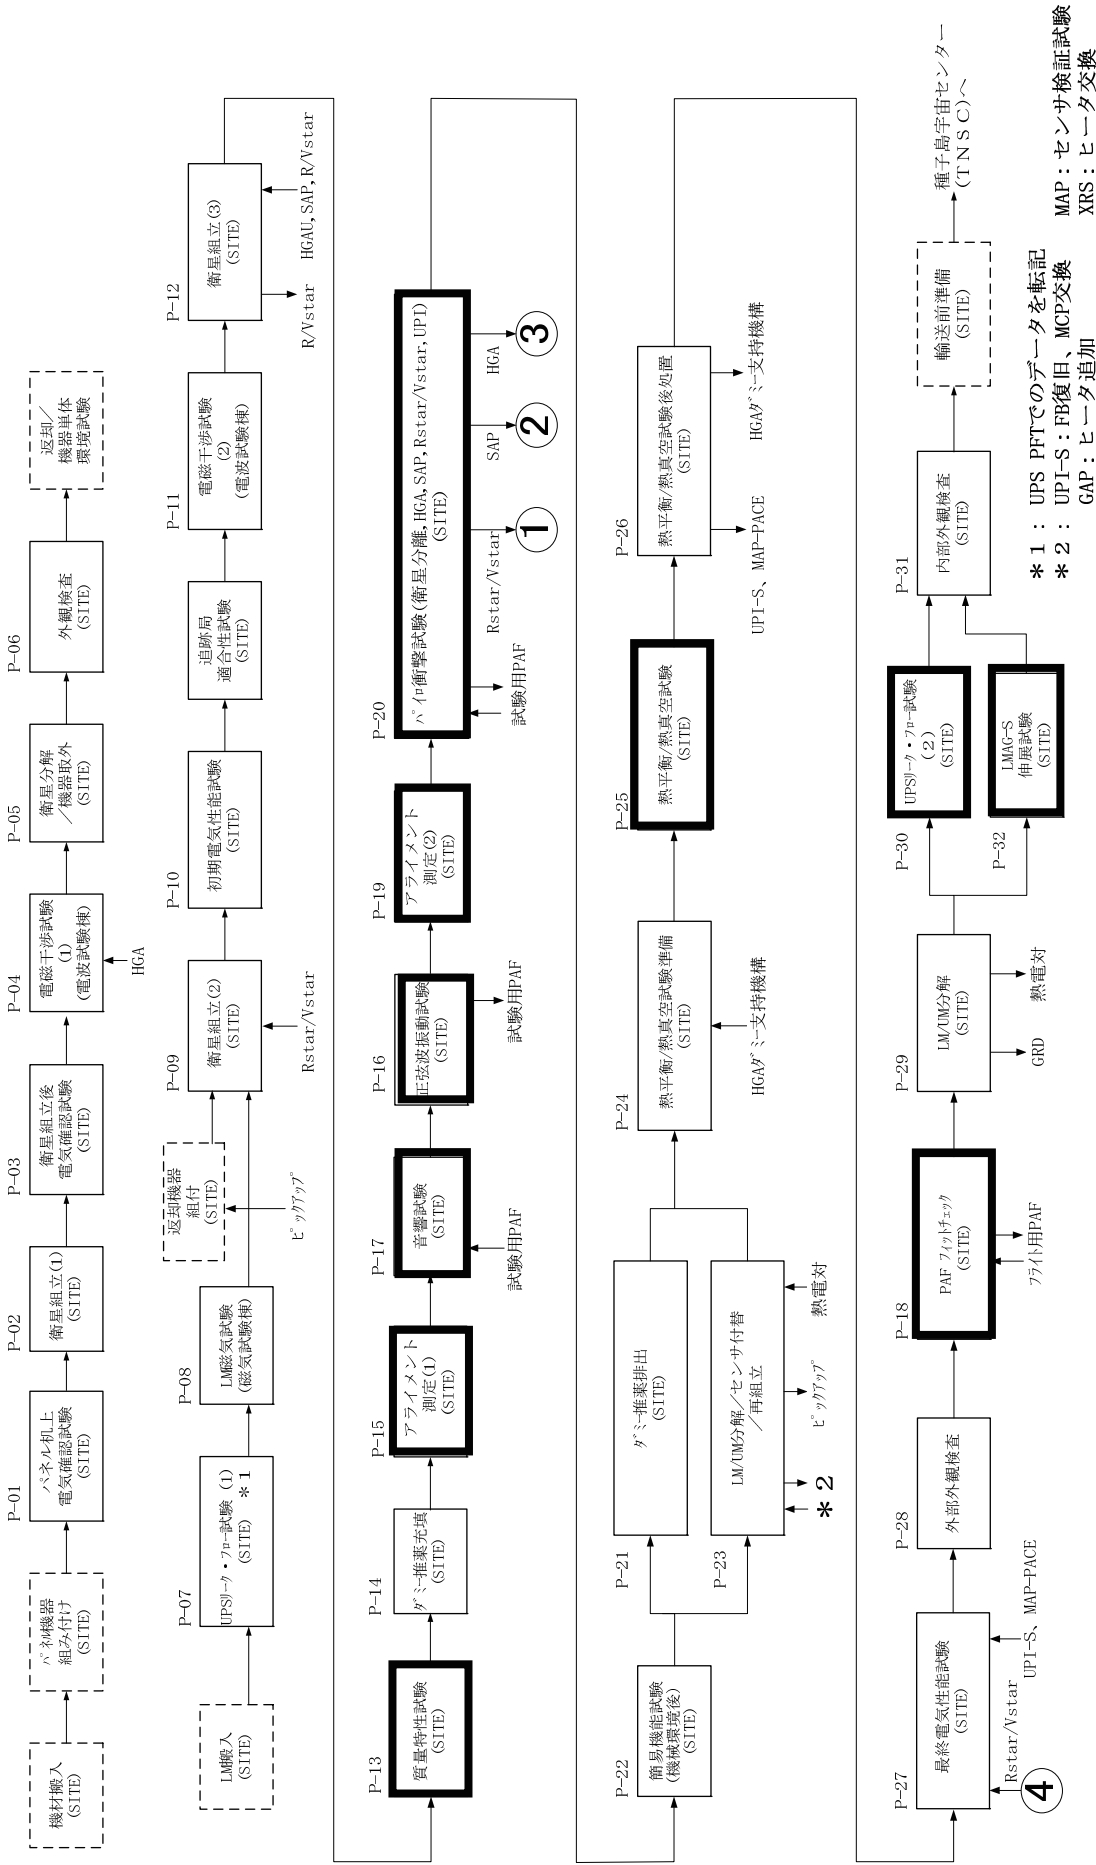 機材搬入
(SITE)
パネル機器
組み付け
(SITE)
P-01
パネル机上
電気確認試験
(SITE)
P-02
衛星組立(1)
(SITE)
P-03
衛星組立後
電気確認試験
(SITE)
P-04
電磁干渉試験
(1)
(電波試験棟)
HGA
P-05
衛星分解
/機器取外
(SITE)
P-06
外観検査
(SITE)
返却/
機器単体
環境試験
LM搬入
(SITE)
P-07
UPSリーク・フロー試験 (1)
(SITE) *1
P-08
LM磁気試験
(磁気試験棟)
返却機器
組付
(SITE)
ピックアップ
P-09
衛星組立(2)
(SITE)
Rstar/Vstar
P-10
初期電気性能試験
(SITE)
追跡局
適合性試験
(SITE)
P-11
電磁干渉試験
(2)
(電波試験棟)
P-12
衛星組立(3)
(SITE)
R/Vstar
HGAU,SAP,R/Vstar
P-13
質量特性試験
(SITE)
P-14
ダミー推薬充填
(SITE)
P-15
アライメント
測定(1)
(SITE)
P-17
音響試験
(SITE)
試験用PAF
P-16
正弦波振動試験
(SITE)
試験用PAF
P-19
アライメント
測定(2)
(SITE)
P-20
パイロ衝撃試験(衛星分離,HGA,SAP,Rstar/Vstar,UPI)
(SITE)
試験用PAF
Rstar/Vstar
①
SAP
②
HGA
③
P-22
簡易機能試験
(機械環境後)
(SITE)
P-21
ダミー推薬排出
(SITE)
P-23
LM/UM分解/センサ付替
/再組立
*2
ピックアップ
熱電対
P-24
熱平衡/熱真空試験準備
(SITE)
HGAダミー支持機構
P-25
熱平衡/熱真空試験
(SITE)
P-26
熱平衡/熱真空試験後処置
(SITE)
UPI-S、MAP-PACE
HGAダミー支持機構
P-27
最終電気性能試験
(SITE)
Rstar/Vstar
④
UPI-S、MAP-PACE
P-28
外部外観検査
(SITE)
P-18
PAF フィットチェック
(SITE)
フライト用PAF
P-29
LM/UM分解
(SITE)
GRD
熱電対
P-30
UPSリーク・フロー試験
(2)
(SITE)
P-32
LMAG-S
伸展試験
(SITE)
P-31
内部外観検査
(SITE)
輸送前準備
(SITE)
種子島宇宙センター
(TNSC)へ
*1: UPS PFTでのデータを転記
*2: UPI-S:FB復旧、MCP交換 MAP:センサ検証試験
GAP:ヒータ追加 XRS:ヒータ交換